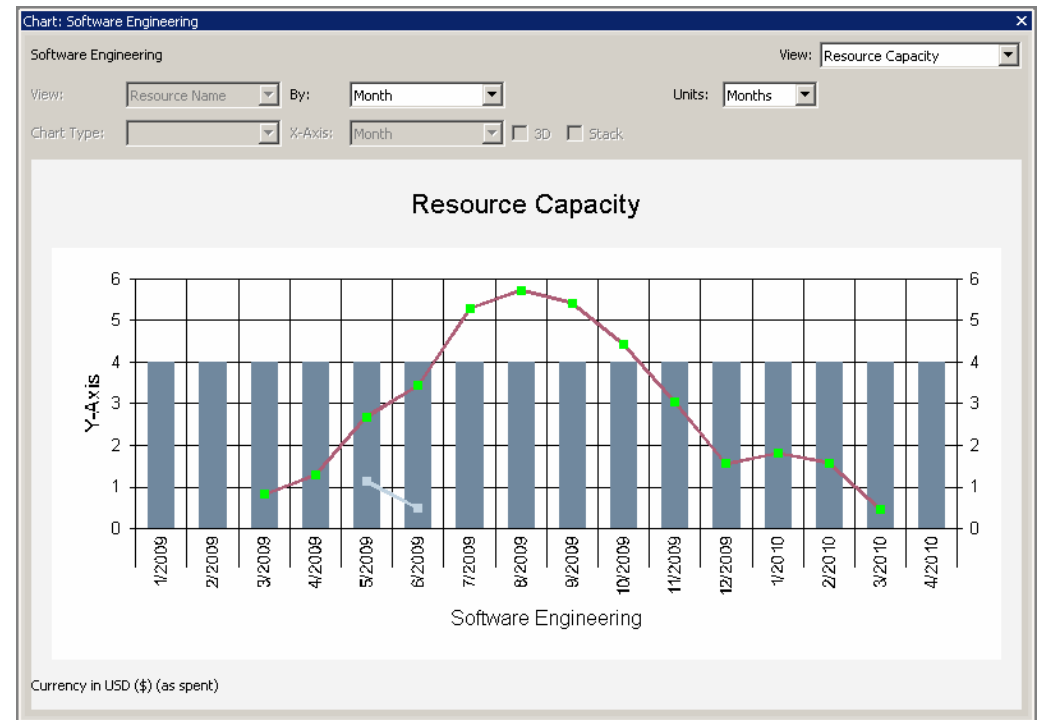 Chart: Software Engineering
Software Engineering
View: Resource Capacity
View: Resource Name By: Month Units: Months
Chart Type: X-Axis: Month 3D Stack
Resource Capacity
6 6
5 5
4 4
3 3
2 2
1 1
0 0
Y-Axis
1/2009 2/2009 3/2009 4/2009 5/2009 6/2009 7/2009 8/2009 9/2009 10/2009 11/2009 12/2009 1/2010 2/2010 3/2010 4/2010
Software Engineering
Currency in USD ($) (as spent)